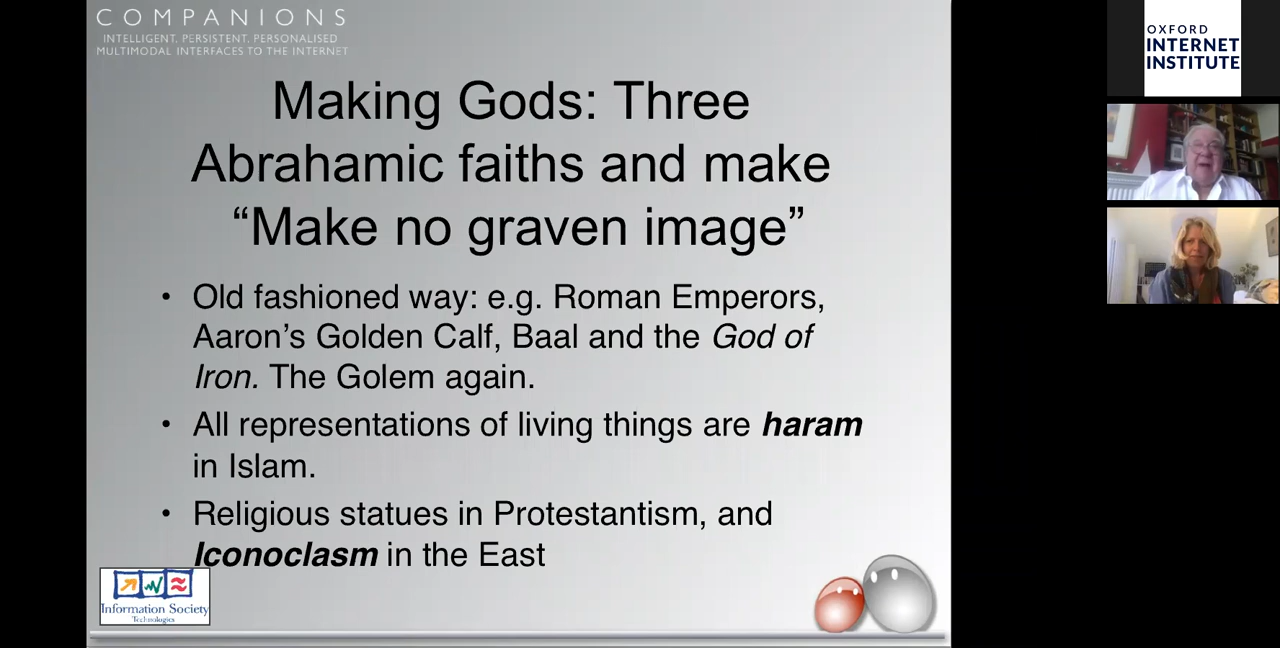 COMPANIONS
INTELLIGENT, PERSISTENT, PERSONALISED
MULTIMODAL INTERFACES TO THE INTERNET
Making Gods: Three
Abrahamic faiths and make
“Make no graven image”
• Old fashioned way: e.g. Roman Emperors,
Aaron’s Golden Calf, Baal and the God of
Iron. The Golem again.
• All representations of living things are haram
in Islam.
• Religious statues in Protestantism, and
Iconoclasm in the East
Information Society
Technologies
OXFORD
INTERNET
INSTITUTE